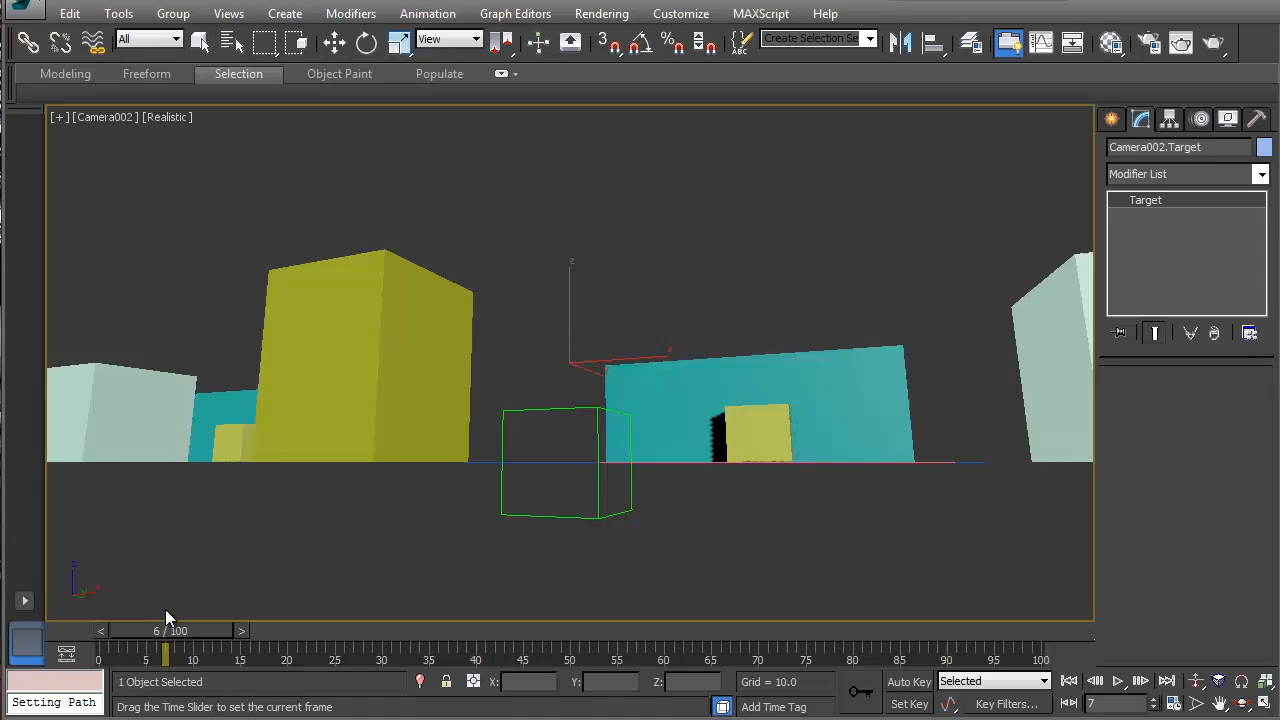 Edit Tools Group Views Create Modifiers Animation Graph Editors Rendering Customize MAXScript Help
All View Create Selection Se
Modeling Freeform Selection Object Paint Populate
[+] [Camera002] [Realistic]
Camera002.Target
Modifier List
Target
z
x
z
x
y
< 6 / 100 >
0 5 10 15 20 25 30 35 40 45 50 55 60 65 70 75 80 85 90 95 100
1 Object Selected X: Y: Z: Grid = 10.0 Auto Key Selected
Setting Path Drag the Time Slider to set the current frame Add Time Tag Set Key Key Filters... 7